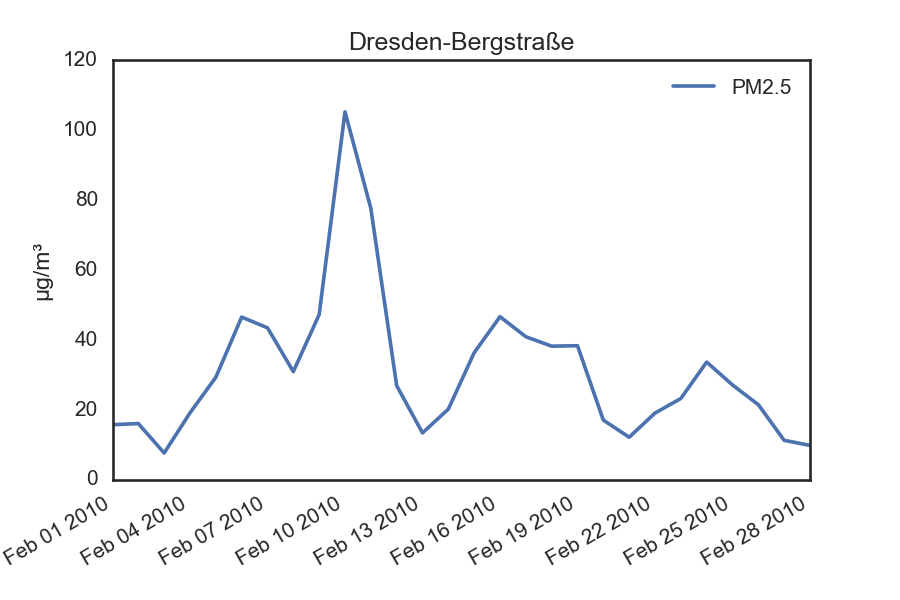 Dresden-Bergstraße
PM2.5
µg/m³
120
100
80
60
40
20
0
Feb 01 2010
Feb 04 2010
Feb 07 2010
Feb 10 2010
Feb 13 2010
Feb 16 2010
Feb 19 2010
Feb 22 2010
Feb 25 2010
Feb 28 2010